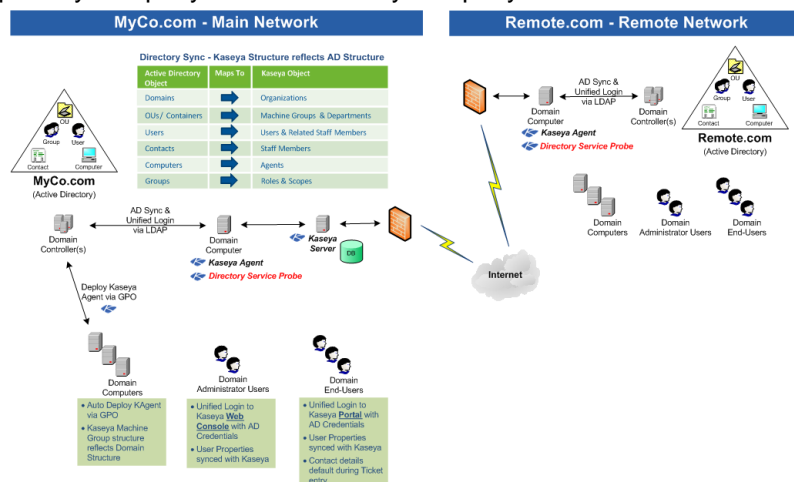 MyCo.com - Main Network
Remote.com - Remote Network
Directory Sync - Kaseya Structure reflects AD Structure
Active Directory Object Maps To Kaseya Object
Domains Organizations
OUs/ Containers Machine Groups & Departments
Users Users & Related Staff Members
Contacts Staff Members
Computers Agents
Groups Roles & Scopes
OU
Group User
Contact Computer
MyCo.com
(Active Directory)
Domain
Controller(s)
AD Sync &
Unified Login
via LDAP
Domain
Computer
Kaseya Agent
Directory Service Probe
Kaseya
Server
DB
Deploy Kaseya
Agent via GPO
Domain
Computers
• Auto Deploy KAgent
via GPO
• Kaseya Machine
Group structure
reflects Domain
Structure
Domain
Administrator Users
• Unified Login to
Kaseya Web
Console with AD
Credentials
• User Properties
synced with Kaseya
Domain
End-Users
• Unified Login to
Kaseya Portal with
AD Credentials
• User Properties
synced with Kaseya
• Contact details
default during Ticket
entry
Internet
Domain
Computer
Kaseya Agent
Directory Service Probe
AD Sync &
Unified Login
via LDAP
Domain
Controller(s)
OU
Group User
Contact Computer
Remote.com
(Active Directory)
Domain
Computers
Domain
Administrator Users
Domain
End-Users